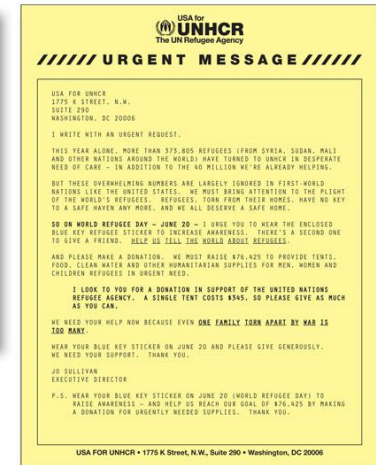 USA for
UNHCR
The UN Refugee Agency
////// URGENT MESSAGE //////
USA FOR UNHCR
1775 K STREET, N.W.
SUITE 290
WASHINGTON, DC 20006
I WRITE WITH AN URGENT REQUEST.
THIS YEAR ALONE, MORE THAN 573,805 REFUGEES (FROM SYRIA, SUDAN, MALI
AND OTHER NATIONS AROUND THE WORLD) HAVE TURNED TO UNHCR IN DESPERATE
NEED OF CARE – IN ADDITION TO THE 40 MILLION WE'RE ALREADY HELPING.
BUT THESE OVERWHELMING NUMBERS ARE LARGELY IGNORED IN FIRST-WORLD
NATIONS LIKE THE UNITED STATES. WE MUST BRING ATTENTION TO THE PLIGHT
OF THE WORLD'S REFUGEES. REFUGEES, TORN FROM THEIR HOMES, HAVE NO KEY
TO A SAFE HAVEN ANY MORE, AND WE ALL DESERVE A SAFE HOME.
SO ON WORLD REFUGEE DAY – JUNE 20 – I URGE YOU TO WEAR THE ENCLOSED
BLUE KEY REFUGEE STICKER TO INCREASE AWARENESS. THERE'S A SECOND ONE
TO GIVE A FRIEND. HELP US TELL THE WORLD ABOUT REFUGEES.
AND PLEASE MAKE A DONATION. WE MUST RAISE $76,425 TO PROVIDE TENTS,
FOOD, CLEAN WATER AND OTHER HUMANITARIAN SUPPLIES FOR MEN, WOMEN AND
CHILDREN REFUGEES IN URGENT NEED.
I LOOK TO YOU FOR A DONATION IN SUPPORT OF THE UNITED NATIONS
REFUGEE AGENCY. A SINGLE TENT COSTS $345, SO PLEASE GIVE AS MUCH
AS YOU CAN.
WE NEED YOUR HELP NOW BECAUSE EVEN ONE FAMILY TORN APART BY WAR IS
TOO MANY.
WEAR YOUR BLUE KEY STICKER ON JUNE 20 AND PLEASE GIVE GENEROUSLY.
WE NEED YOUR SUPPORT. THANK YOU.
JO SULLIVAN
EXECUTIVE DIRECTOR
P.S. WEAR YOUR BLUE KEY STICKER ON JUNE 20 (WORLD REFUGEE DAY) TO
RAISE AWARENESS – AND HELP US REACH OUR GOAL OF $76,425 BY MAKING
A DONATION FOR URGENTLY NEEDED SUPPLIES. THANK YOU.
USA FOR UNHCR • 1775 K Street, N.W., Suite 290 • Washington, DC 20006